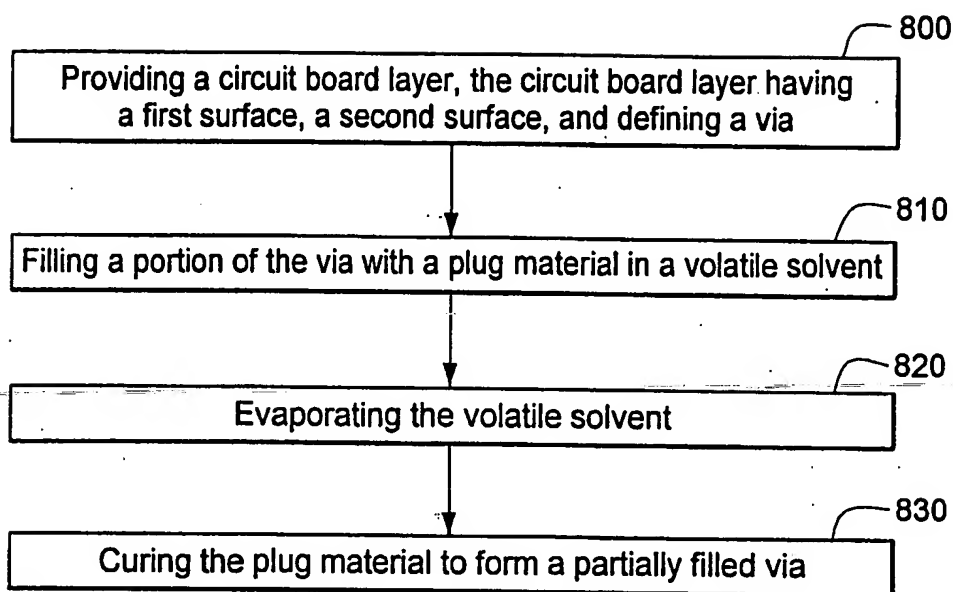 800
Providing a circuit board layer, the circuit board layer having
a first surface, a second surface, and defining a via
810
Filling a portion of the via with a plug material in a volatile solvent
820
Evaporating the volatile solvent
830
Curing the plug material to form a partially filled via